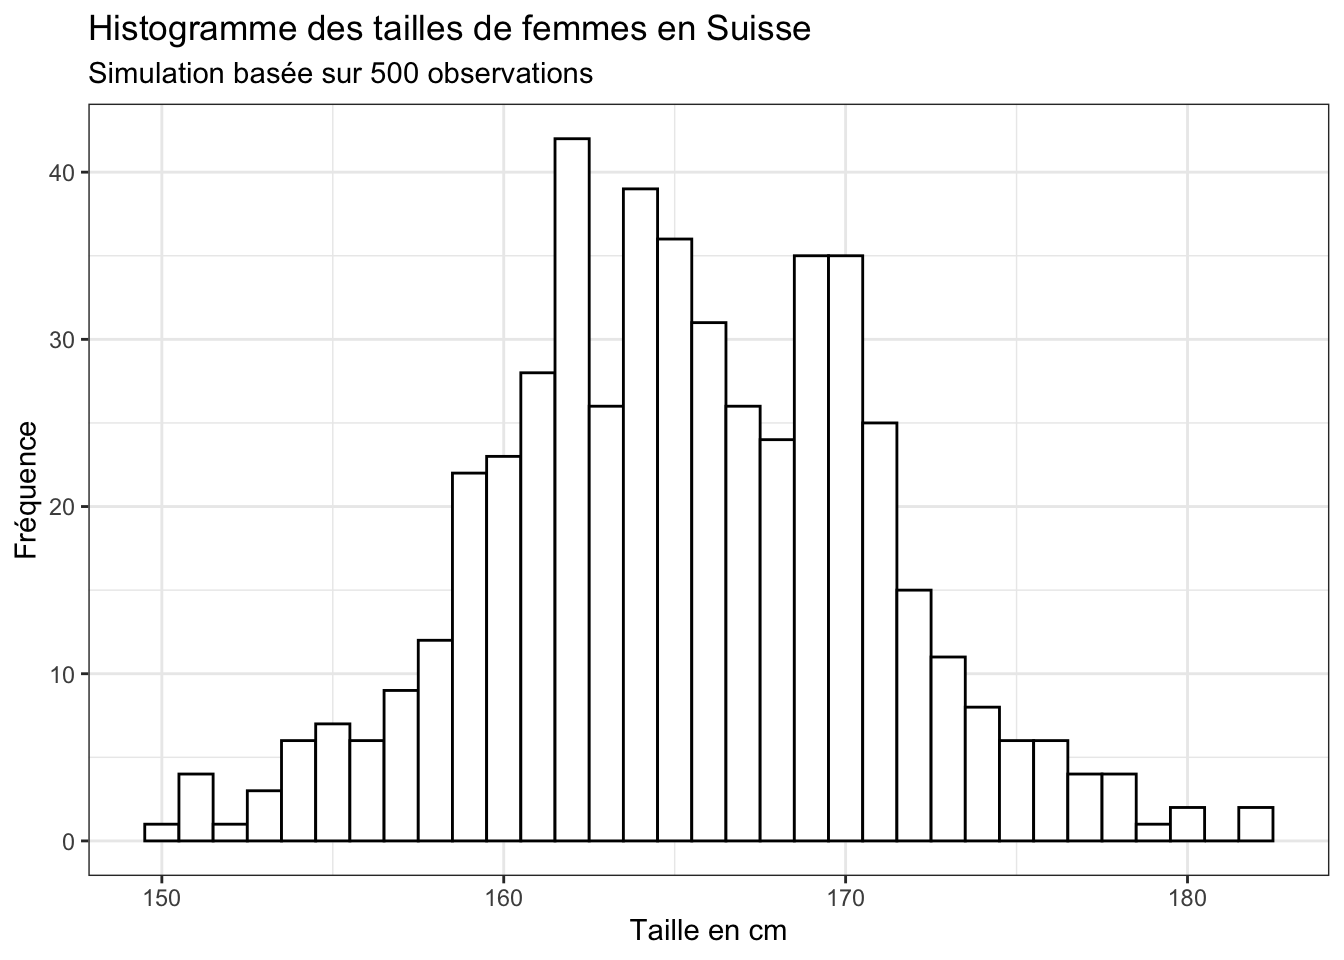 Histogramme des tailles de femmes en Suisse
Simulation basée sur 500 observations
Fréquence
40
30
20
10
0
150 160 170 180
Taille en cm